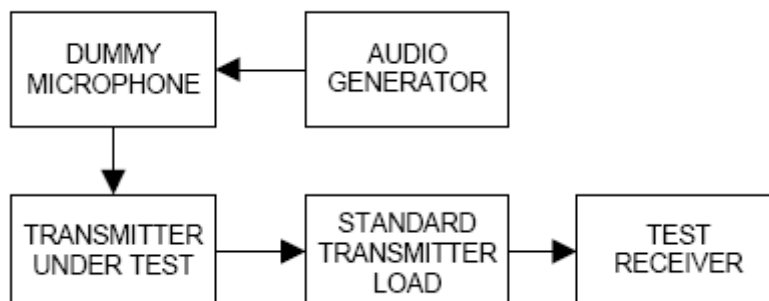 DUMMY
MICROPHONE
AUDIO
GENERATOR
TRANSMITTER
UNDER TEST
STANDARD
TRANSMITTER
LOAD
TEST
RECEIVER